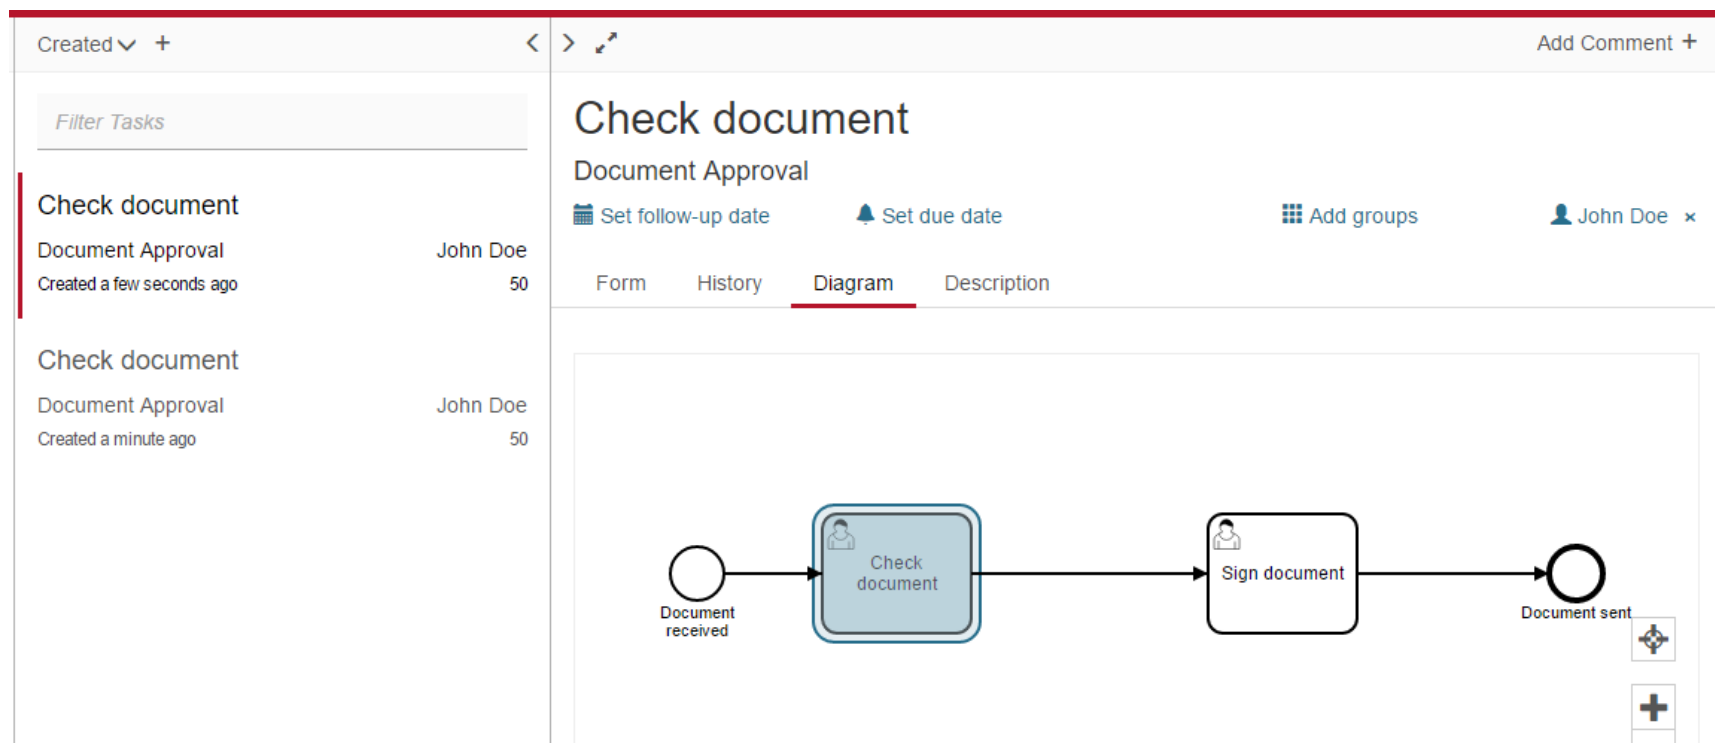 Created
Add Comment
Filter Tasks
Check document
Document Approval John Doe
Created a few seconds ago 50
Check document
Document Approval John Doe
Created a minute ago 50
Check document
Document Approval
Set follow-up date Set due date Add groups John Doe ×
Form History Diagram Description
Document
received
Check
document
Sign document
Document sent